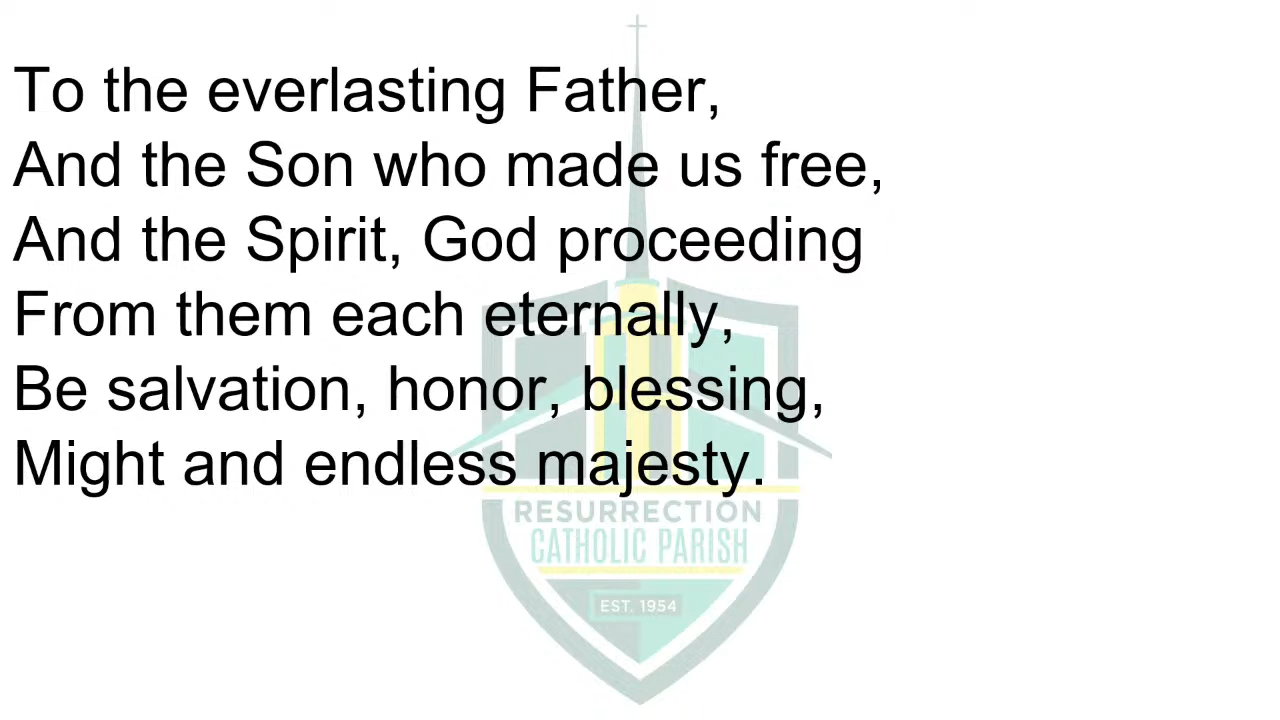 To the everlasting Father,
And the Son who made us free,
And the Spirit, God proceeding
From them each eternally,
Be salvation, honor, blessing,
Might and endless majesty.
RESURRECTION
CATHOLIC PARISH
EST. 1954